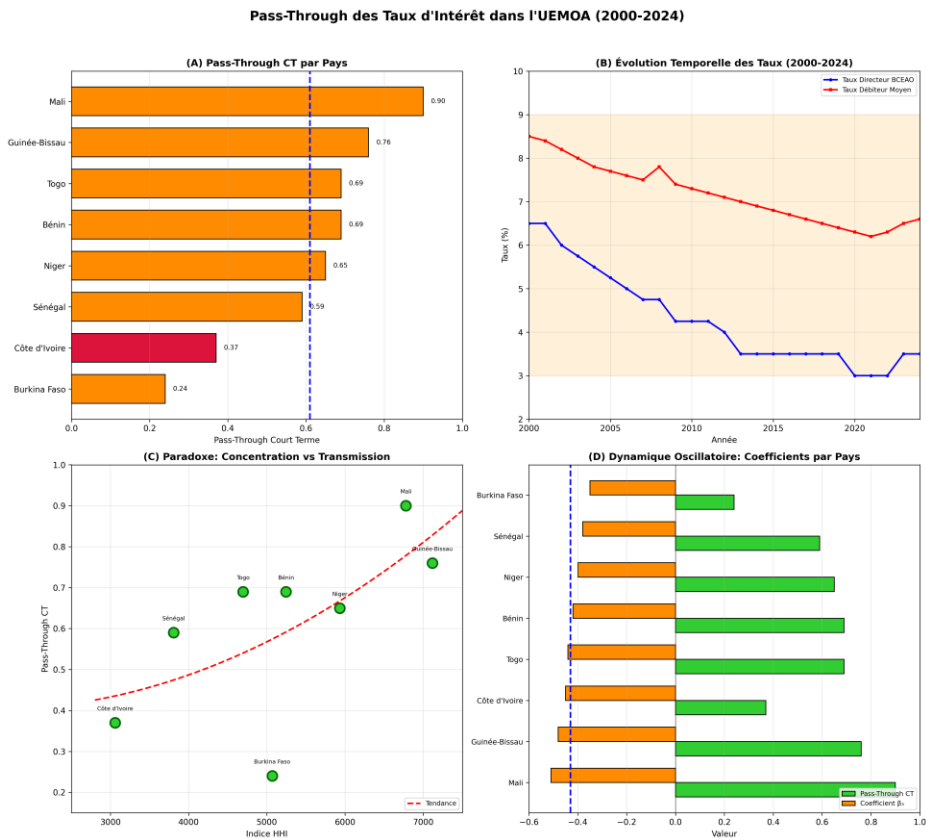 Pass-Through des Taux d'Intérêt dans l'UEMOA (2000-2024)
(A) Pass-Through CT par Pays
Mali
0.90
Guinée-Bissau
0.76
Togo
0.69
Bénin
0.69
Niger
0.65
Sénégal
0.59
Côte d'Ivoire
0.37
Burkina Faso
0.24
0.0 0.2 0.4 0.6 0.8 1.0
Pass-Through Court Terme
(B) Évolution Temporelle des Taux (2000-2024)
Taux Directeur BCEAO
Taux Débiteur Moyen
Taux (%)
10
9
8
7
6
5
4
3
2
2000 2005 2010 2015 2020
Année
(C) Paradoxe: Concentration vs Transmission
Pass-Through CT
1.0
0.9
0.8
0.7
0.6
0.5
0.4
0.3
0.2
Mali
Guinée-Bissau
Togo
Bénin
Niger
Sénégal
Côte d'Ivoire
Burkina Faso
Tendance
3000 4000 5000 6000 7000
Indice HHI
(D) Dynamique Oscillatoire: Coefficients par Pays
Burkina Faso
Sénégal
Niger
Bénin
Togo
Côte d'Ivoire
Guinée-Bissau
Mali
Pass-Through CT
Coefficient
−0.6 −0.4 −0.2 0.0 0.2 0.4 0.6 0.8 1.0
Valeur